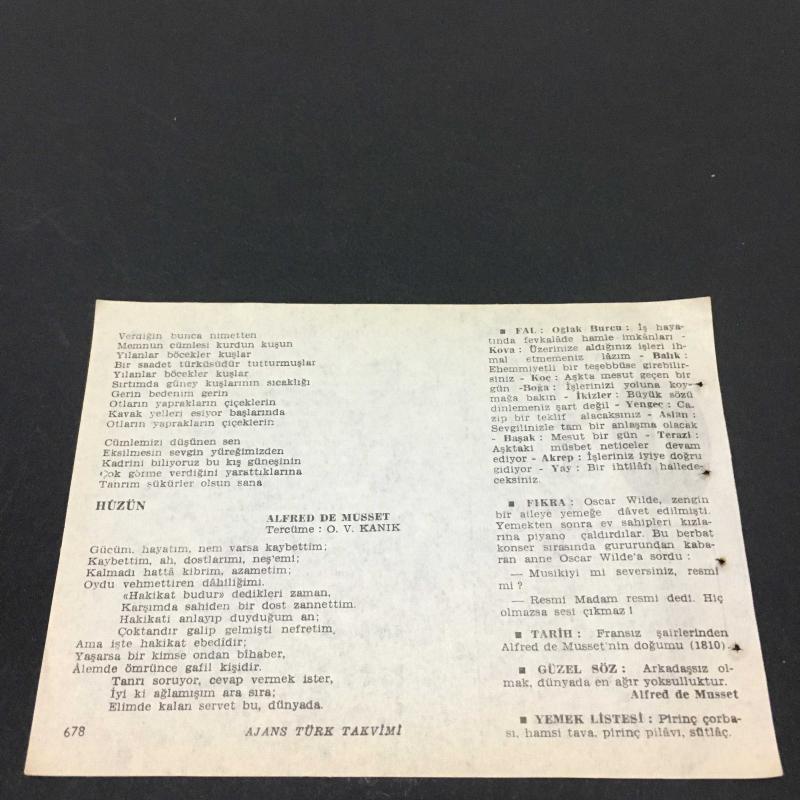 Verdiğin bunca nimetten
Memnun cümlesi kurdun kuşun
Yılanlar böcekler kuşlar
Bir saadet türküsüdür tutturmuşlar
Yılanlar böcekler kuşlar
Sırtımda güney kuşlarının sıcaklığı
Gerin bedenim gerin
Otların yaprakların çiçeklerin
Kavak yelleri esiyor başlarında
Otların yaprakların çiçeklerin
Cümlemizi düşünen sen
Eksilmesin sevgin yüreğimizden
Kadrini biliyoruz bu kış güneşinin
Çok görme verdiğini yarattıklarına
Tanrım şükürler olsun sana
HÜZÜN
ALFRED DE MUSSET
Tercüme : O. V. KANIK
Gücüm, hayatım, nem varsa kaybettim;
Kaybettim, ah, dostlarımı, neş'emi;
Kalmadı hattâ kibrim, azametim;
Oydu vehmettiren dâhiliğimi.
«Hakikat budur» dedikleri zaman,
Karşımda sahiden bir dost zannettim.
Hakikati anlayıp duyduğum an;
Çoktandır galip gelmişti nefretim,
Ama işte hakikat ebedidir;
Yaşarsa bir kimse ondan bîhaber,
Âlemde ömrünce gafil kişidir.
Tanrı soruyor, cevap vermek ister,
İyi ki ağlamışım ara sıra;
Elimde kalan servet bu, dünyada.
678
AJANS TÜRK TAKVİMİ
■ FAL : Oğlak Burcu : İş haya-
tında fevkalâde hamle imkânları -
Kova : Üzerinize aldığınız işleri ih-
mal etmemeniz lâzım - Balık :
Ehemmiyetli bir teşebbüse girebilir-
siniz - Koç : Aşkta mesut geçen bir
gün -Boğa : İşlerinizi yoluna koy-
mağa bakın - İkizler : Büyük sözü
dinlemeniz şart değil - Yengeç : Ca.
zip bir teklif alacaksınız - Aslan :
Sevgilinizle tam bir anlaşma olacak
- Başak : Mesut bir gün - Terazi :
Aşktaki müsbet neticeler devam
ediyor - Akrep : İşleriniz iyiye doğru
gidiyor - Yay : Bir ihtilâfı hallede-
ceksiniz.
■ FIKRA : Oscar Wilde, zengin
bir aileye yemeğe dâvet edilmişti.
Yemekten sonra ev sahipleri kızla-
rına piyano çaldırdılar. Bu berbat
konser sırasında gururundan kaba-
ran anne Oscar Wilde'a sordu :
— Musikiyi mi seversiniz, resmi
mi ?
— Resmi Madam resmi dedi. Hiç
olmazsa sesi çıkmaz !
■ TARİH : Fransız şairlerinden
Alfred de Musset'nin doğumu (1810).
■ GÜZEL SÖZ : Arkadaşsız ol-
mak, dünyada en ağır yoksulluktur.
Alfred de Musset
■ YEMEK LİSTESİ : Pirinç çorba-
sı, hamsi tava, pirinç pilâvı, sütlâç.